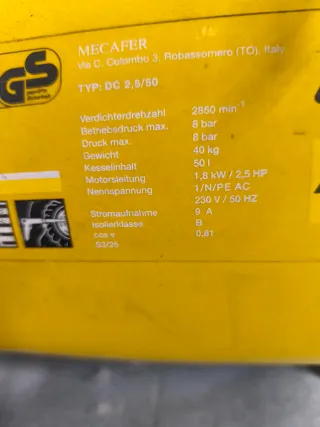 MECAFER
Via C. Colombo 3, Robassomero (TO), Italy
GS
TYP: DC 2,5/50
Verdichterdrehzahl 2850 min-1
Betriebsdruck max. 8 bar
Druck max. 8 bar
Gewicht 40 kg
Kesselinhalt 50 l
Motorsleitung 1,8 kW / 2,5 HP
Nennspannung 1/N/PE AC
230 V / 50 HZ
Stromaufnahme 9 A
Isolierklasse B
cos φ 0,81
S3/25